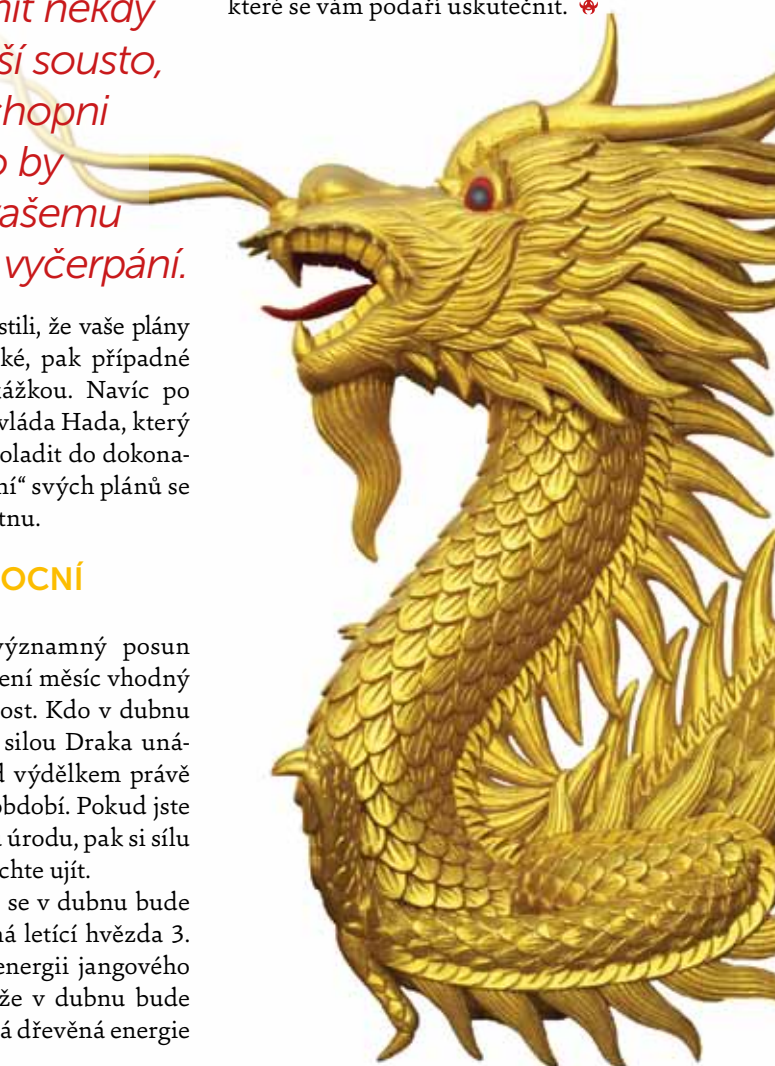 které se vám podaří uskutečnit.
mít někdy
ší sousto,
chopni
o by
vašemu
vyčerpání.
stili, že vaše plány
ké, pak případné
kážkou. Navíc po
vláda Hada, který
oladit do dokona-
ní“ svých plánů se
tnu.
OCNÍ
významný posun
ení měsíc vhodný
ost. Kdo v dubnu
silou Draka uná-
d výdělkem právě
období. Pokud jste
úrodu, pak si sílu
chte ujít.
se v dubnu bude
ná letící hvězda 3.
energii jangového
že v dubnu bude
á dřevěná energie